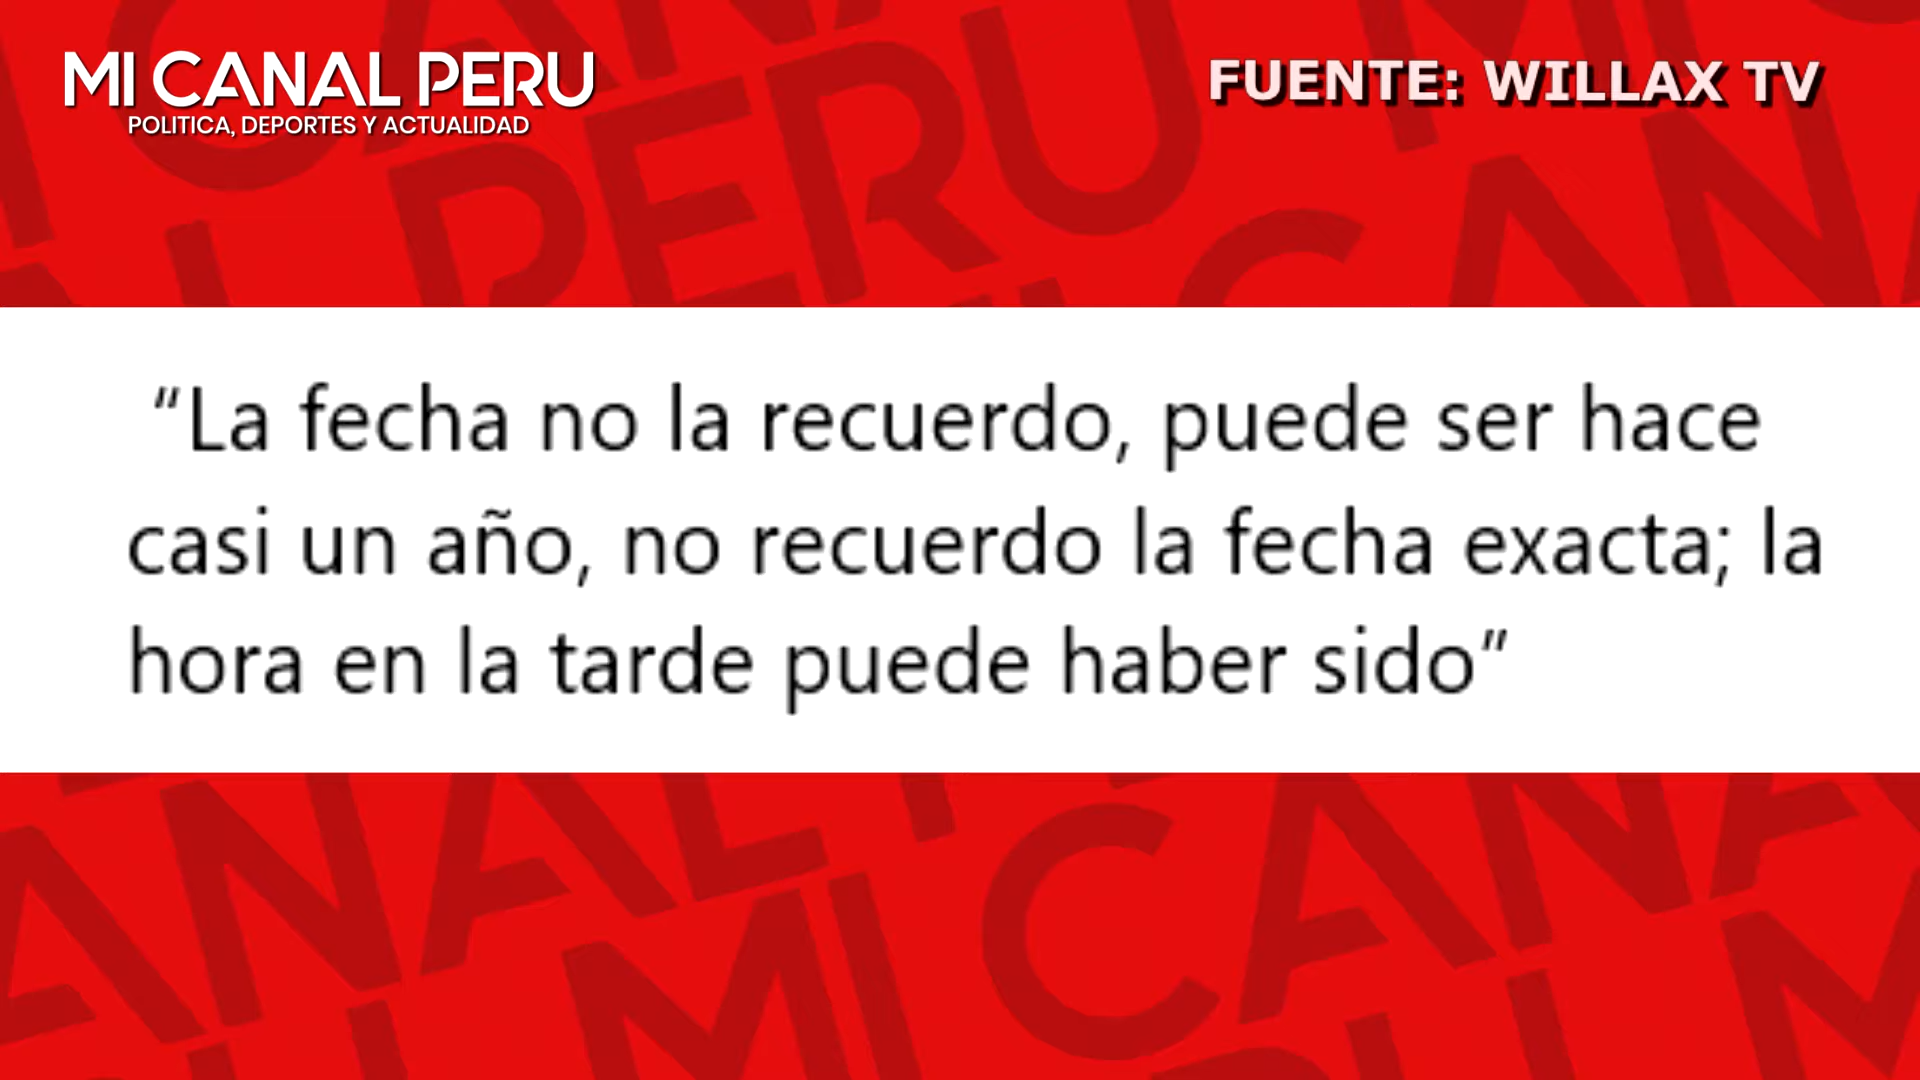 MI CANAL PERU
POLITICA, DEPORTES Y ACTUALIDAD
FUENTE: WILLAX TV
“La fecha no la recuerdo, puede ser hace
casi un año, no recuerdo la fecha exacta; la
hora en la tarde puede haber sido”